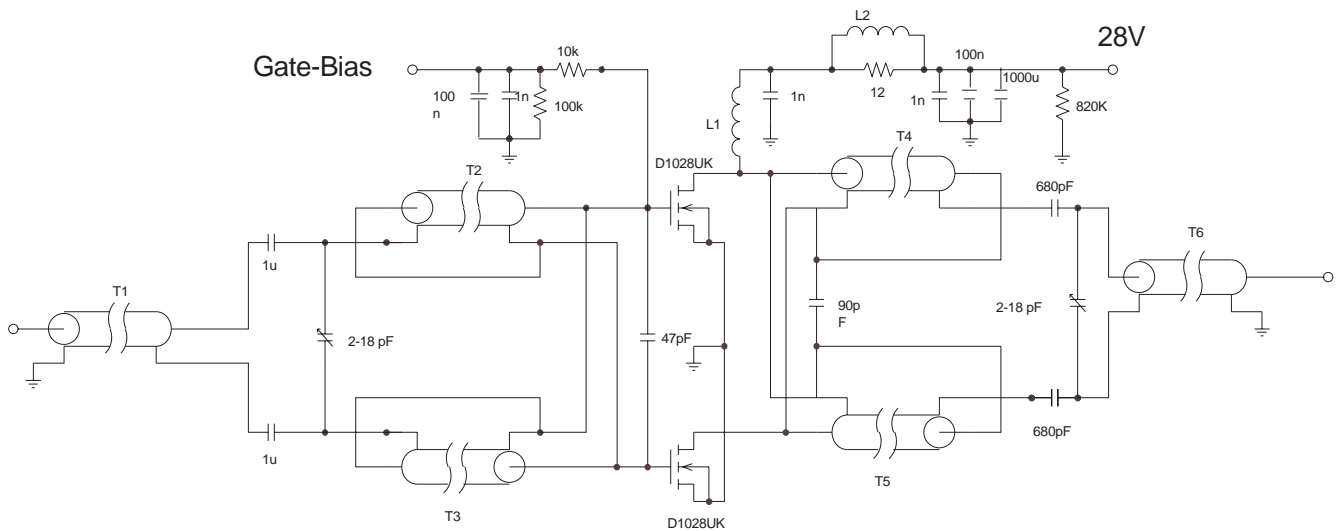 L2
28V
Gate-Bias
10k
100n
1000u
100
n
1n
100k
1n
12
1n
820K
L1
T4
D1028UK
T2
680pF
T6
1u
T1
2-18 pF
47pF
90p
F
2-18 pF
1u
680pF
T5
T3
D1028UK